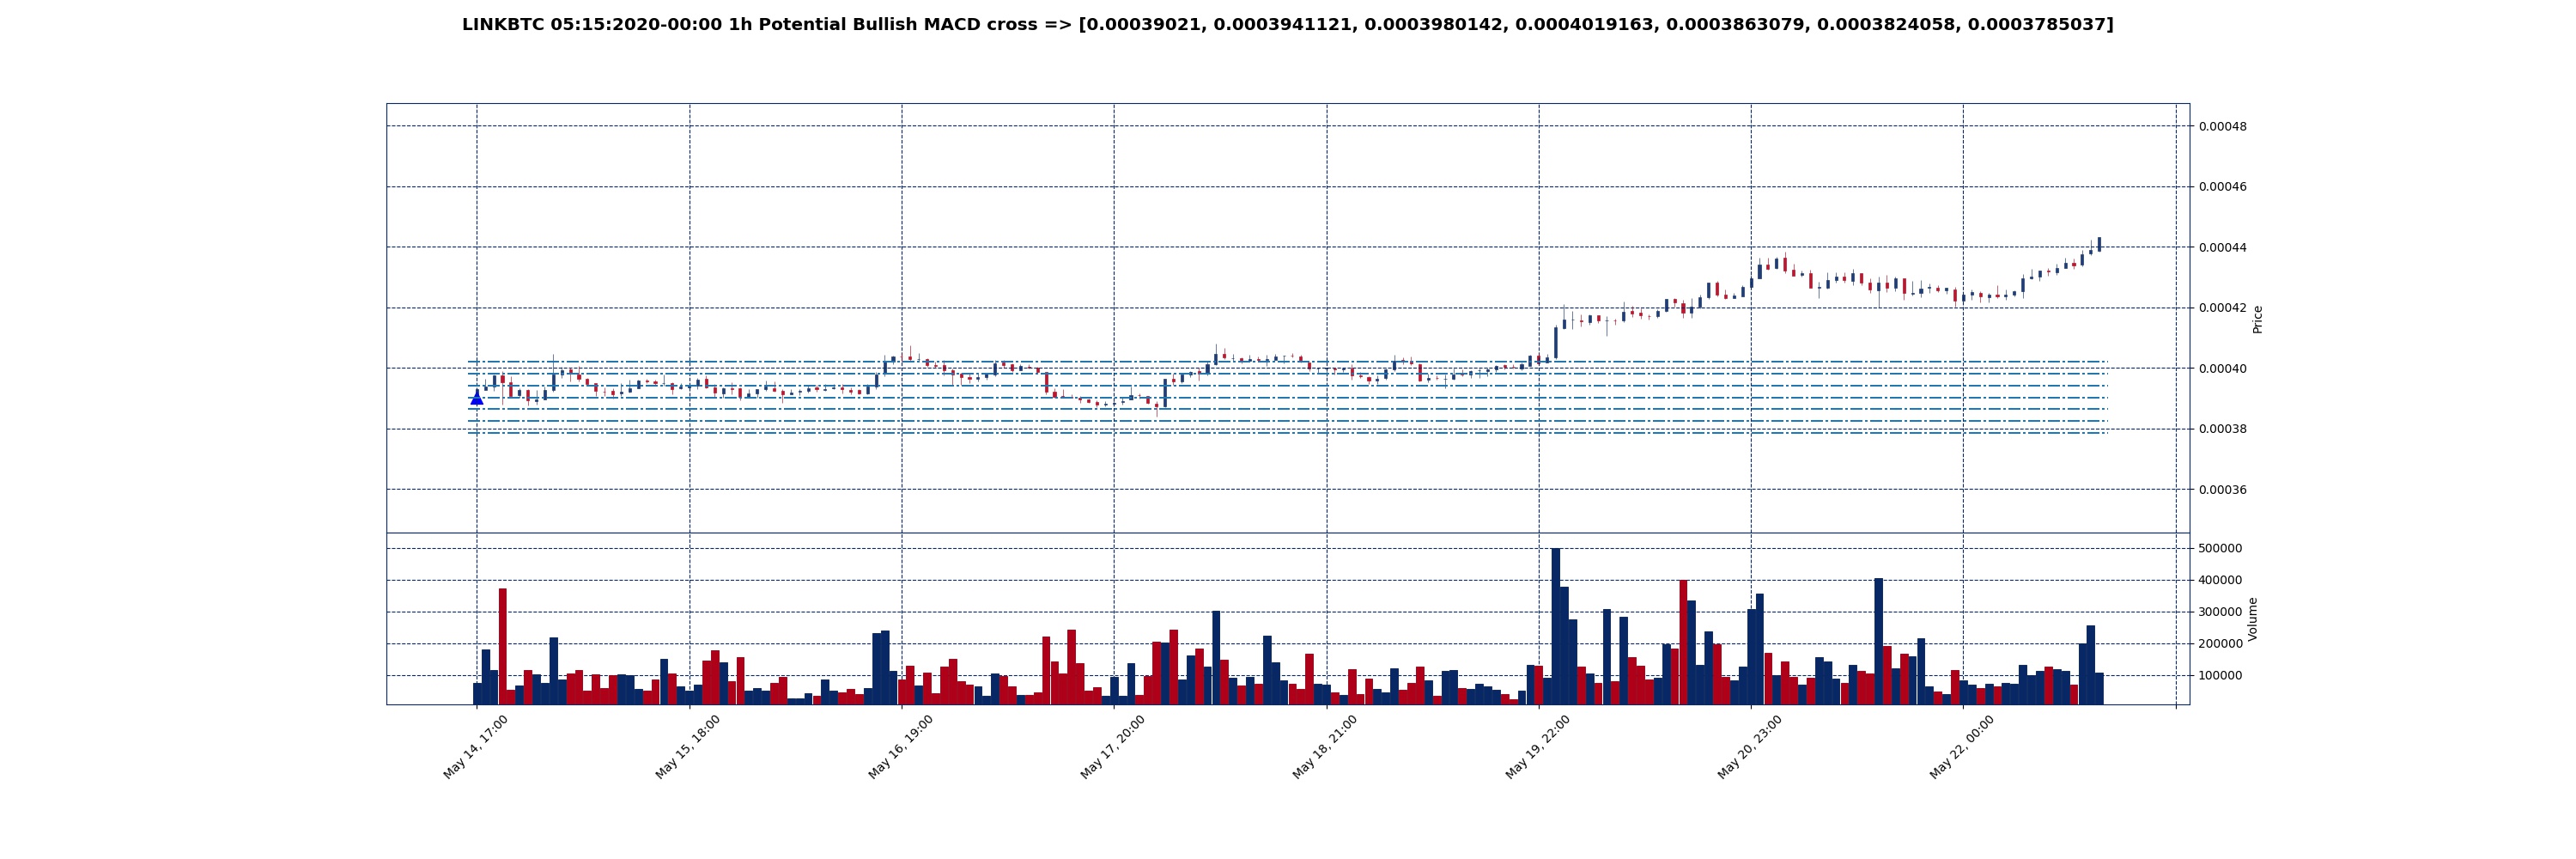 LINKBTC 05:15:2020-00:00 1h Potential Bullish MACD cross => [0.00039021, 0.0003941121, 0.0003980142, 0.0004019163, 0.0003863079, 0.0003824058, 0.0003785037]
0.00048
0.00046
0.00044
0.00042
0.00040
0.00038
0.00036
Price
500000
400000
300000
200000
100000
Volume
May 14, 17:00
May 15, 18:00
May 16, 19:00
May 17, 20:00
May 18, 21:00
May 19, 22:00
May 20, 23:00
May 22, 00:00